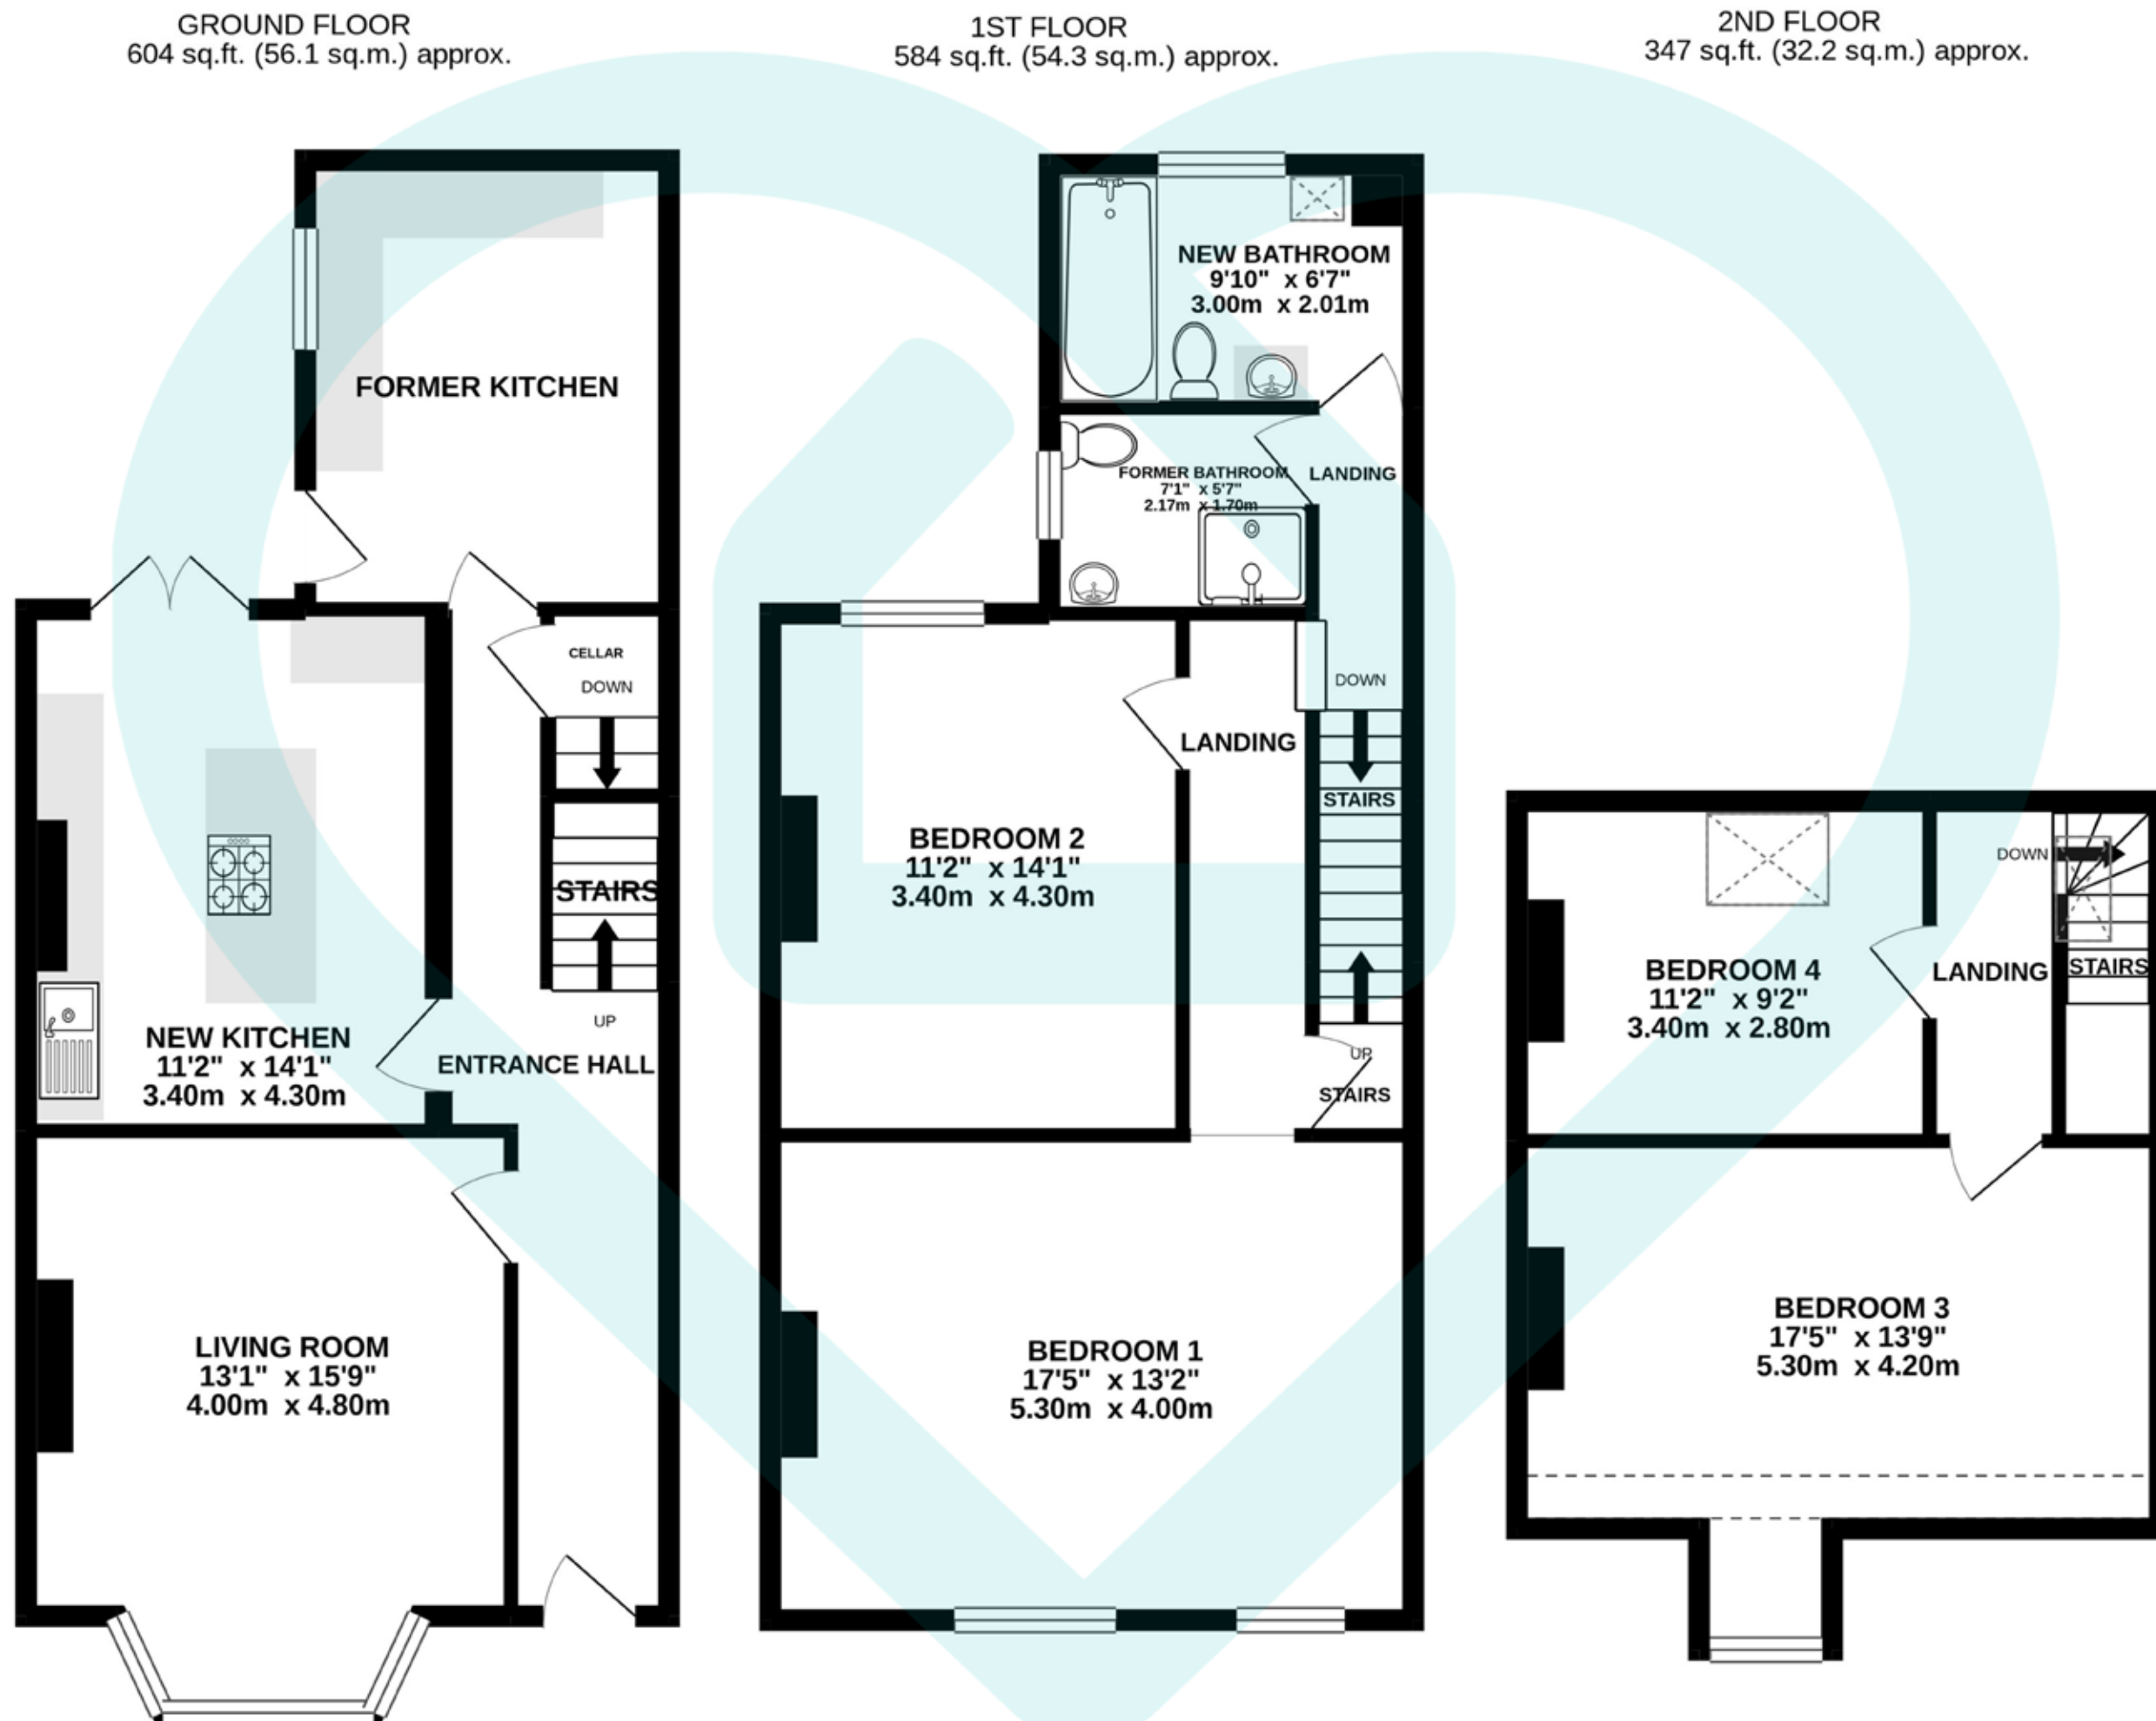 GROUND FLOOR
604 sq.ft. (56.1 sq.m.) approx.
FORMER KITCHEN
CELLAR
DOWN
STAIRS
UP
ENTRANCE HALL
NEW KITCHEN
11'2" x 14'1"
3.40m x 4.30m
LIVING ROOM
13'1" x 15'9"
4.00m x 4.80m
1ST FLOOR
584 sq.ft. (54.3 sq.m.) approx.
NEW BATHROOM
9'10" x 6'7"
3.00m x 2.01m
FORMER BATHROOM
7'1" x 5'7"
2.17m x 1.70m
LANDING
DOWN
LANDING
STAIRS
BEDROOM 2
11'2" x 14'1"
3.40m x 4.30m
UP
STAIRS
BEDROOM 1
17'5" x 13'2"
5.30m x 4.00m
2ND FLOOR
347 sq.ft. (32.2 sq.m.) approx.
DOWN
STAIRS
LANDING
BEDROOM 4
11'2" x 9'2"
3.40m x 2.80m
BEDROOM 3
17'5" x 13'9"
5.30m x 4.20m